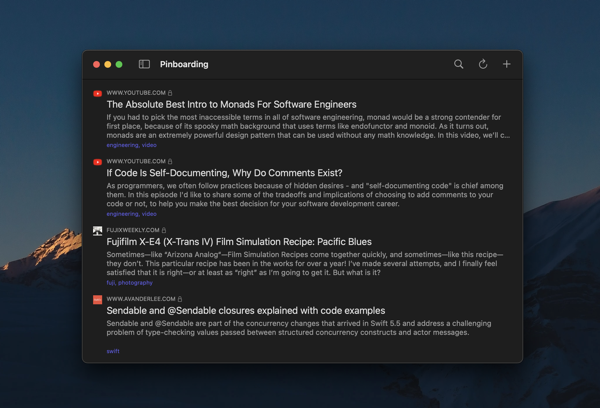 Pinboarding
WWW.YOUTUBE.COM
The Absolute Best Intro to Monads For Software Engineers
If you had to pick the most inaccessible terms in all of software engineering, monad would be a strong contender for
first place, because of its spooky math background that uses terms like endofunctor and monoid. As it turns out,
monads are an extremely powerful design pattern that can be used without any math knowledge. In this video, we'll c...
engineering, video
WWW.YOUTUBE.COM
If Code Is Self-Documenting, Why Do Comments Exist?
As programmers, we often follow practices because of hidden desires - and "self-documenting code" is chief among
them. In this episode I'd like to share some of the tradeoffs and implications of choosing to add comments to your
code or not, to help you make the best decision for your software development career.
engineering, video
FUJIXWEEKLY.COM
Fujifilm X-E4 (X-Trans IV) Film Simulation Recipe: Pacific Blues
Sometimes—like "Arizona Analog"—Film Simulation Recipes come together quickly, and sometimes—like this recipe—
they don't. This particular recipe has been in the works for over a year! I've made several attempts, and I finally feel
satisfied that it is right—or at least as "right" as I'm going to get it. But what is it?
fuji, photography
WWW.AVANDERLEE.COM
Sendable and @Sendable closures explained with code examples
Sendable and @Sendable are part of the concurrency changes that arrived in Swift 5.5 and address a challenging
problem of type-checking values passed between structured concurrency constructs and actor messages.
swift